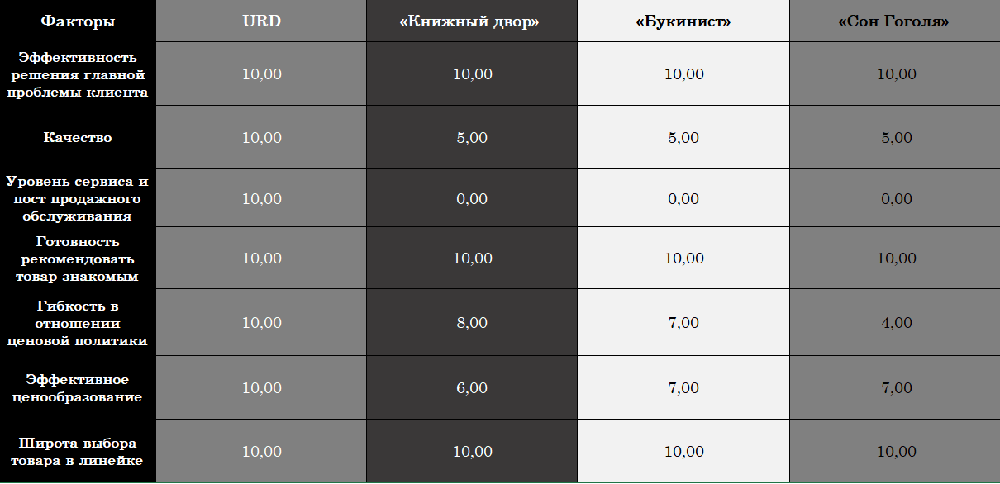 Факторы URD «Книжный двор» «Букинист» «Сон Гоголя»
Эффективность
решения главной
проблемы клиента
10,00 10,00 10,00 10,00
Качество 10,00 5,00 5,00 5,00
Уровень сервиса и
пост продажного
обслуживания
10,00 0,00 0,00 0,00
Готовность
рекомендовать
товар знакомым
10,00 10,00 10,00 10,00
Гибкость в
отношении
ценовой политики
10,00 8,00 7,00 4,00
Эффективное
ценообразование
10,00 6,00 7,00 7,00
Широта выбора
товара в линейке
10,00 10,00 10,00 10,00